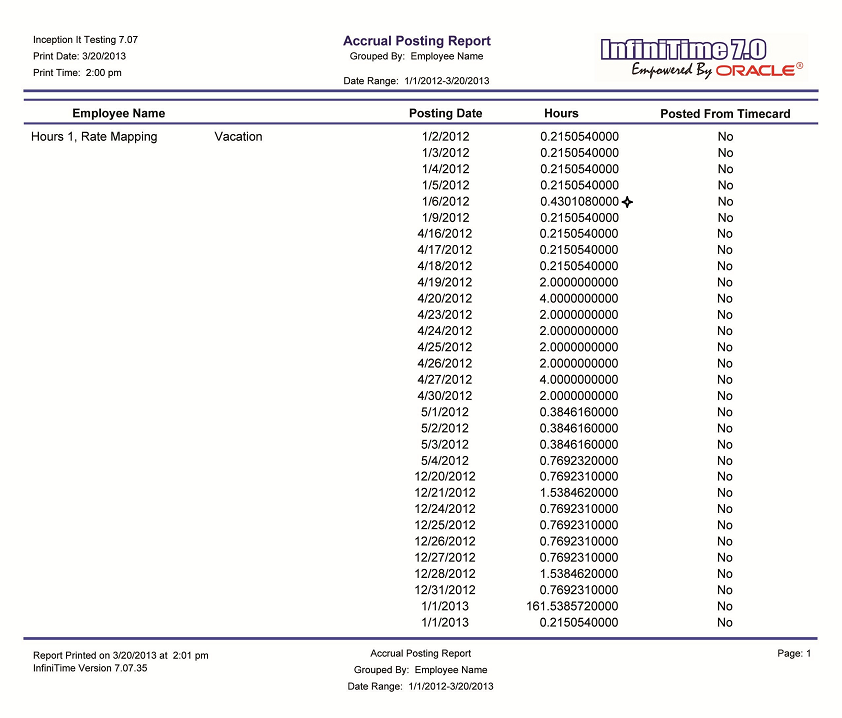 Inception It Testing 7.07
Print Date: 3/20/2013
Print Time: 2:00 pm
Accrual Posting Report
Grouped By: Employee Name
Date Range: 1/1/2012-3/20/2013
InfiniTime 7.0
Empowered By ORACLE®
Employee Name Posting Date Hours Posted From Timecard
Hours 1, Rate Mapping Vacation 1/2/2012 0.2150540000 No
1/3/2012 0.2150540000 No
1/4/2012 0.2150540000 No
1/5/2012 0.2150540000 No
1/6/2012 0.4301080000 No
1/9/2012 0.2150540000 No
4/16/2012 0.2150540000 No
4/17/2012 0.2150540000 No
4/18/2012 0.2150540000 No
4/19/2012 2.0000000000 No
4/20/2012 4.0000000000 No
4/23/2012 2.0000000000 No
4/24/2012 2.0000000000 No
4/25/2012 2.0000000000 No
4/26/2012 2.0000000000 No
4/27/2012 4.0000000000 No
4/30/2012 2.0000000000 No
5/1/2012 0.3846160000 No
5/2/2012 0.3846160000 No
5/3/2012 0.3846160000 No
5/4/2012 0.7692320000 No
12/20/2012 0.7692310000 No
12/21/2012 1.5384620000 No
12/24/2012 0.7692310000 No
12/25/2012 0.7692310000 No
12/26/2012 0.7692310000 No
12/27/2012 0.7692310000 No
12/28/2012 1.5384620000 No
12/31/2012 0.7692310000 No
1/1/2013 161.5385720000 No
1/1/2013 0.2150540000 No
Report Printed on 3/20/2013 at 2:01 pm
InfiniTime Version 7.07.35
Accrual Posting Report
Grouped By: Employee Name
Date Range: 1/1/2012-3/20/2013
Page: 1